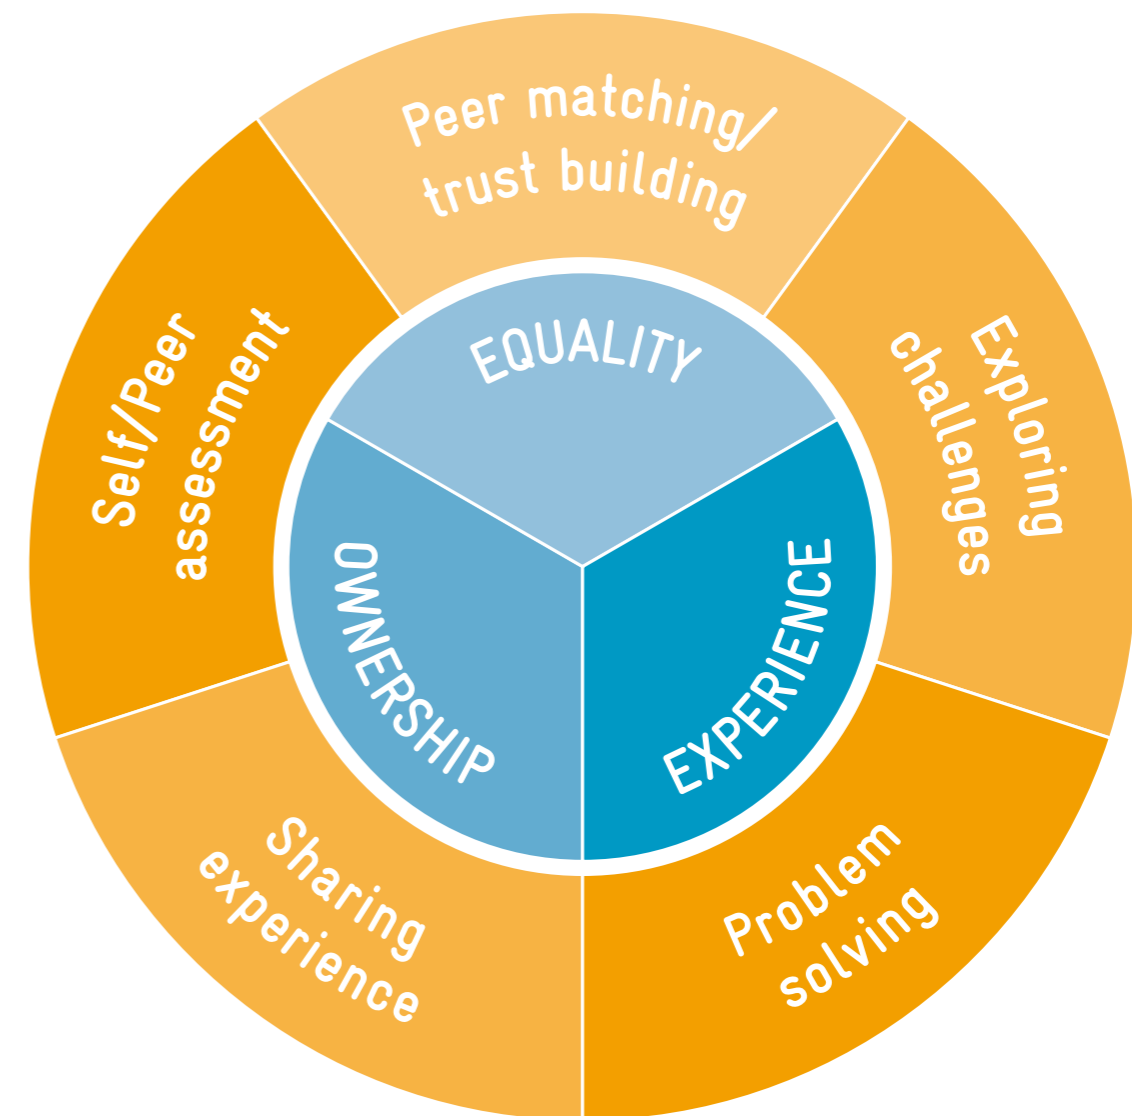 Peer matching/
trust building
Exploring
challenges
Problem
solving
Sharing
experience
Self/Peer
assessment
EQUALITY
EXPERIENCE
OWNERSHIP